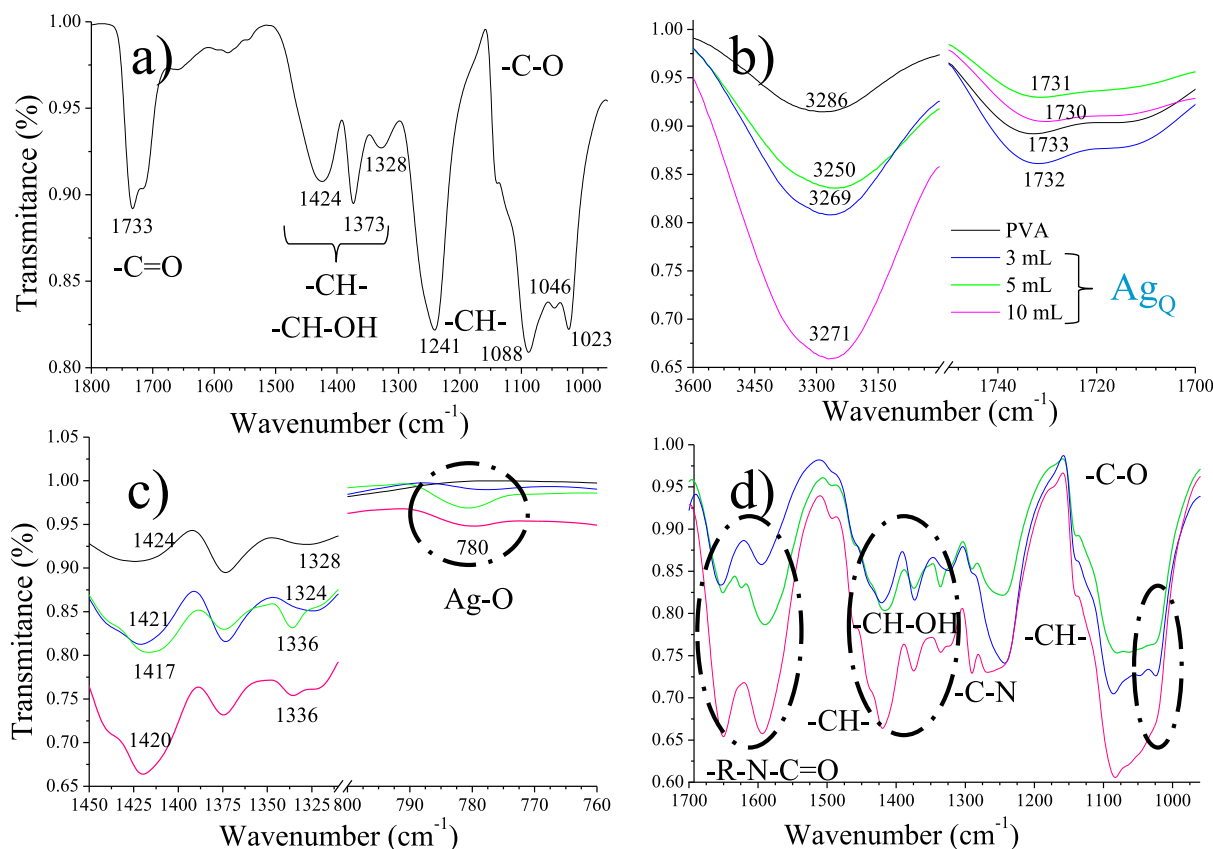 a)
Transmitance (%)
1.00
0.95
0.90
0.85
0.80
-C-O
1733
1424
1373
1328
-C=O
-CH-
-CH-OH
1241
-CH-
1088
1046
1023
1800 1700 1600 1500 1400 1300 1200 1100 1000
Wavenumber (cm-1)
b)
1.00
0.95
0.90
0.85
0.80
0.75
0.70
0.65
3286
3250
3269
3271
1731
1730
1733
1732
PVA
3 mL
5 mL
10 mL
AgQ
3600 3450 3300 3150 1740 1720 1700
Wavenumber (cm-1)
c)
Transmitance (%)
1.05
1.00
0.95
0.90
0.85
0.80
0.75
0.70
0.65
1424
1328
1421
1324
1417
1336
1420
1336
780
Ag-O
1450 1425 1400 1375 1350 1325 800 790 780 770 760
Wavenumber (cm-1)
d)
1.00
0.95
0.90
0.85
0.80
0.75
0.70
0.65
0.60
-C-O
-CH-OH
-CH-
-C-N
-CH-
-R-N-C=O
1700 1600 1500 1400 1300 1200 1100 1000
Wavenumber (cm-1)